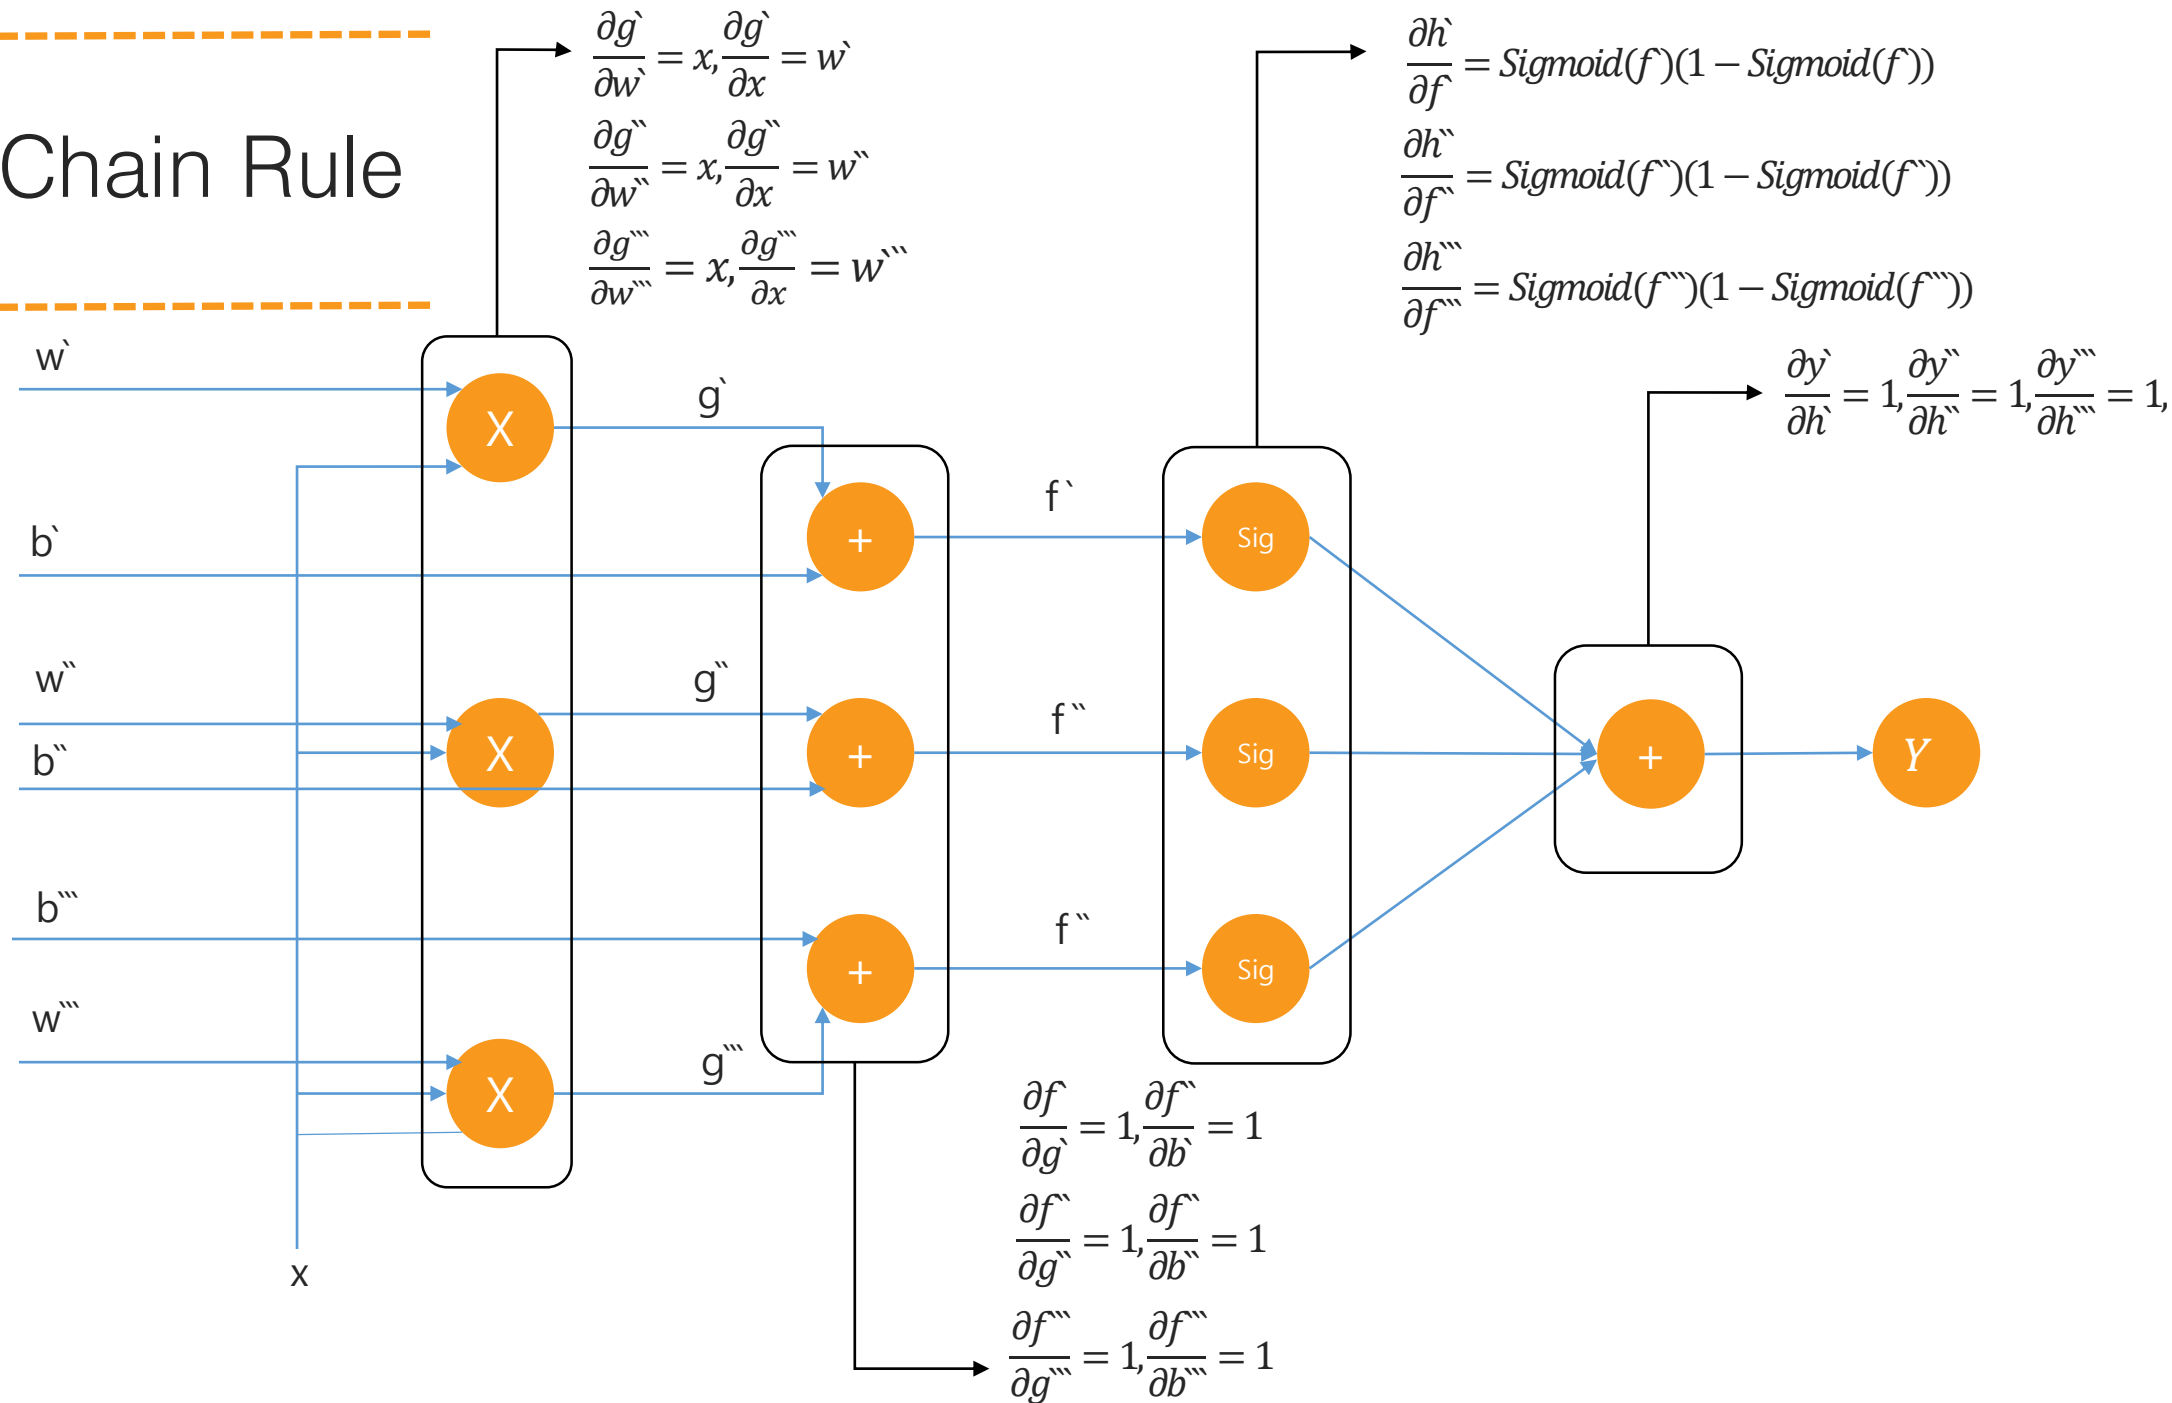 Chain Rule
∂g`/∂w` = x, ∂g`/∂x = w`
∂g``/∂w`` = x, ∂g``/∂x = w``
∂g```/∂w``` = x, ∂g```/∂x = w```
∂h`/∂f` = Sigmoid(f`)(1 − Sigmoid(f`))
∂h``/∂f`` = Sigmoid(f``)(1 − Sigmoid(f``))
∂h```/∂f``` = Sigmoid(f```)(1 − Sigmoid(f```))
∂y`/∂h` = 1, ∂y``/∂h`` = 1, ∂y```/∂h``` = 1,
w`
X
g`
b`
+
f `
Sig
w``
b``
X
g``
+
f ``
Sig
+
Y
b```
w```
X
g```
+
f ``
Sig
x
∂f`/∂g` = 1, ∂f``/∂b` = 1
∂f``/∂g`` = 1, ∂f``/∂b`` = 1
∂f```/∂g``` = 1, ∂f```/∂b``` = 1